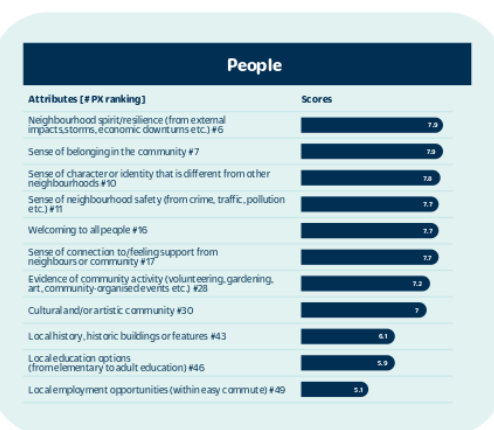 People
Attributes [# PX ranking] Scores
Neighbourhood spirit/resilience (from external
impacts,storms, economic downturns etc.) #6 7.9
Sense of belonging in the community #7 7.9
Sense of character or identity that is different from other
neighbourhoods #10 7.8
Sense of neighbourhood safety (from crime, traffic, pollution
etc.) #11 7.7
Welcoming to all people #16 7.7
Sense of connection to/feeling support from
neighbours or community #17 7.7
Evidence of community activity (volunteering, gardening,
art, community-organised events etc.) #28 7.2
Cultural and/or artistic community #30 7
Local history, historic buildings or features #43 6.1
Local education options
(from elementary to adult education) #46 5.9
Local employment opportunities (within easy commute) #49 5.1